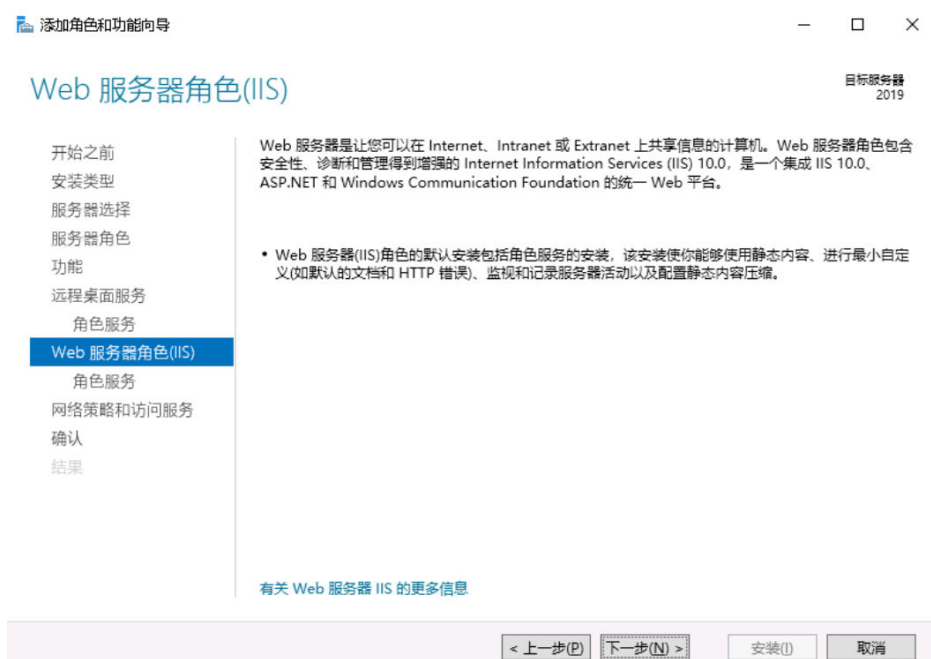 添加角色和功能向导
Web 服务器角色(IIS)
目标服务器
2019
开始之前
安装类型
服务器选择
服务器角色
功能
远程桌面服务
角色服务
Web 服务器角色(IIS)
角色服务
网络策略和访问服务
确认
结果
Web 服务器是让您可以在 Internet、Intranet 或 Extranet 上共享信息的计算机。Web 服务器角色包含
安全性、诊断和管理得到增强的 Internet Information Services (IIS) 10.0，是一个集成 IIS 10.0、
ASP.NET 和 Windows Communication Foundation 的统一 Web 平台。
• Web 服务器(IIS)角色的默认安装包括角色服务的安装，该安装使你能够使用静态内容、进行最小自定
义(如默认的文档和 HTTP 错误)、监视和记录服务器活动以及配置静态内容压缩。
有关 Web 服务器 IIS 的更多信息
< 上一步(P)
下一步(N) >
安装(I)
取消